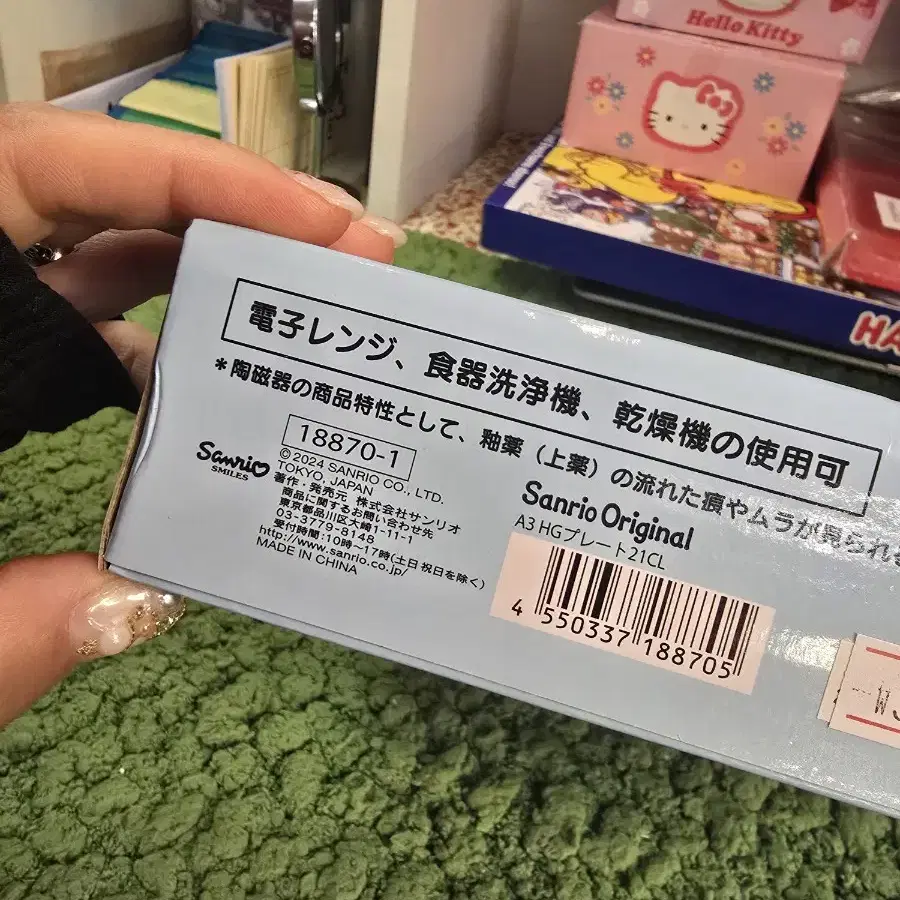 Hello Kitty
HA
電子レンジ、食器洗浄機、乾燥機の使用可
*陶磁器の商品特性として、釉薬(上薬)の流れた痕やムラが見られ
18870-1
Sanrio
SMILES
©2024 SANRIO CO., LTD.
TOKYO, JAPAN
著作・発売元 株式会社サンリオ
商品に関するお問い合わせ先
東京都品川区大崎1-11-1
03-3779-8148
受付時間:10時〜17時(土日祝日を除く)
http://www.sanrio.co.jp/
MADE IN CHINA
Sanrio Original
A3 HGプレート21CL
4 550337 188705